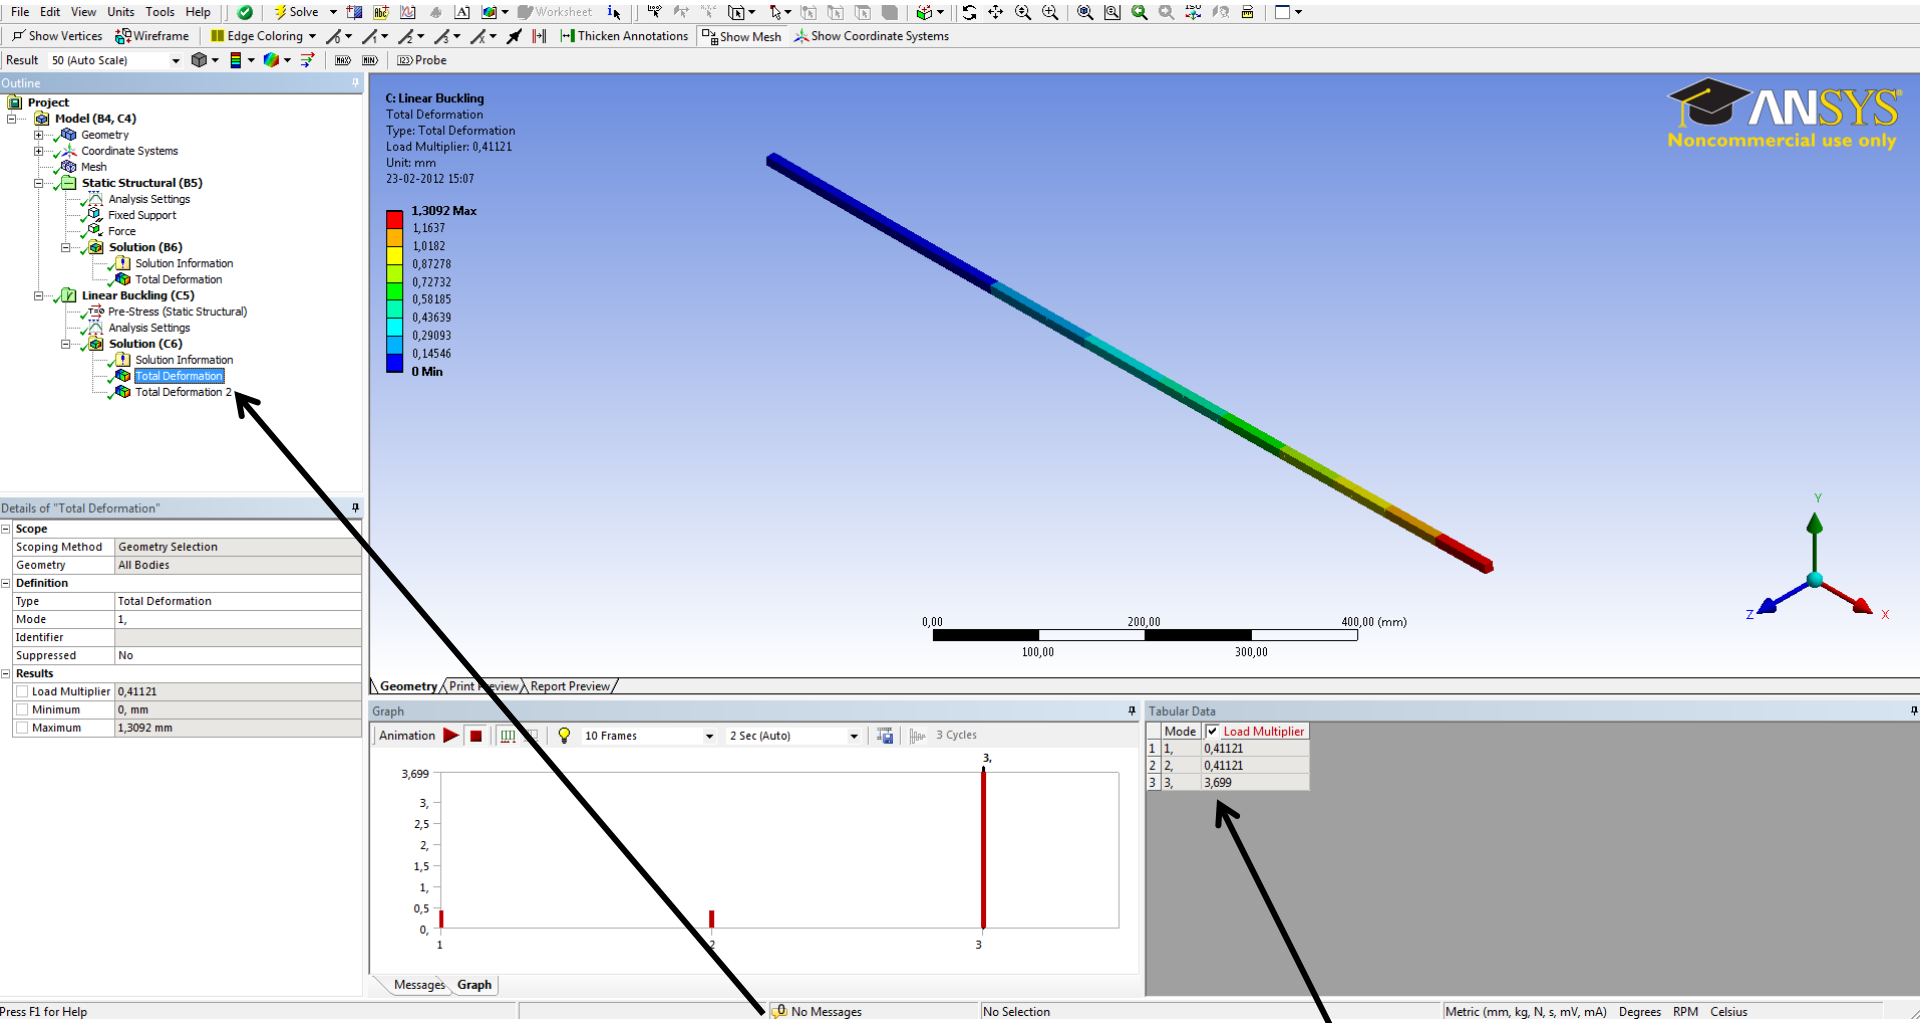 File Edit View Units Tools Help Solve Worksheet
Show Vertices Wireframe Edge Coloring Thicken Annotations Show Mesh Show Coordinate Systems
Result 50 (Auto Scale) MAX MIN Probe
Outline
Project
Model (B4, C4)
Geometry
Coordinate Systems
Mesh
Static Structural (B5)
Analysis Settings
Fixed Support
Force
Solution (B6)
Solution Information
Total Deformation
Linear Buckling (C5)
Pre-Stress (Static Structural)
Analysis Settings
Solution (C6)
Solution Information
Total Deformation
Total Deformation 2
Details of "Total Deformation"
Scope
Scoping Method Geometry Selection
Geometry All Bodies
Definition
Type Total Deformation
Mode 1,
Identifier
Suppressed No
Results
Load Multiplier 0,41121
Minimum 0, mm
Maximum 1,3092 mm
C: Linear Buckling
Total Deformation
Type: Total Deformation
Load Multiplier: 0,41121
Unit: mm
23-02-2012 15:07
1,3092 Max
1,1637
1,0182
0,87278
0,72732
0,58185
0,43639
0,29093
0,14546
0 Min
ANSYS
Noncommercial use only
Y
Z X
0,00 200,00 400,00 (mm)
100,00 300,00
Geometry Print Preview Report Preview
Graph
Animation 10 Frames 2 Sec (Auto) 3 Cycles
3,
3,699
3,
2,5
2,
1,5
1,
0,5
0,
1 2 3
Messages Graph
Tabular Data
Mode Load Multiplier
1 1, 0,41121
2 2, 0,41121
3 3, 3,699
Press F1 for Help No Messages No Selection Metric (mm, kg, N, s, mV, mA) Degrees RPM Celsius